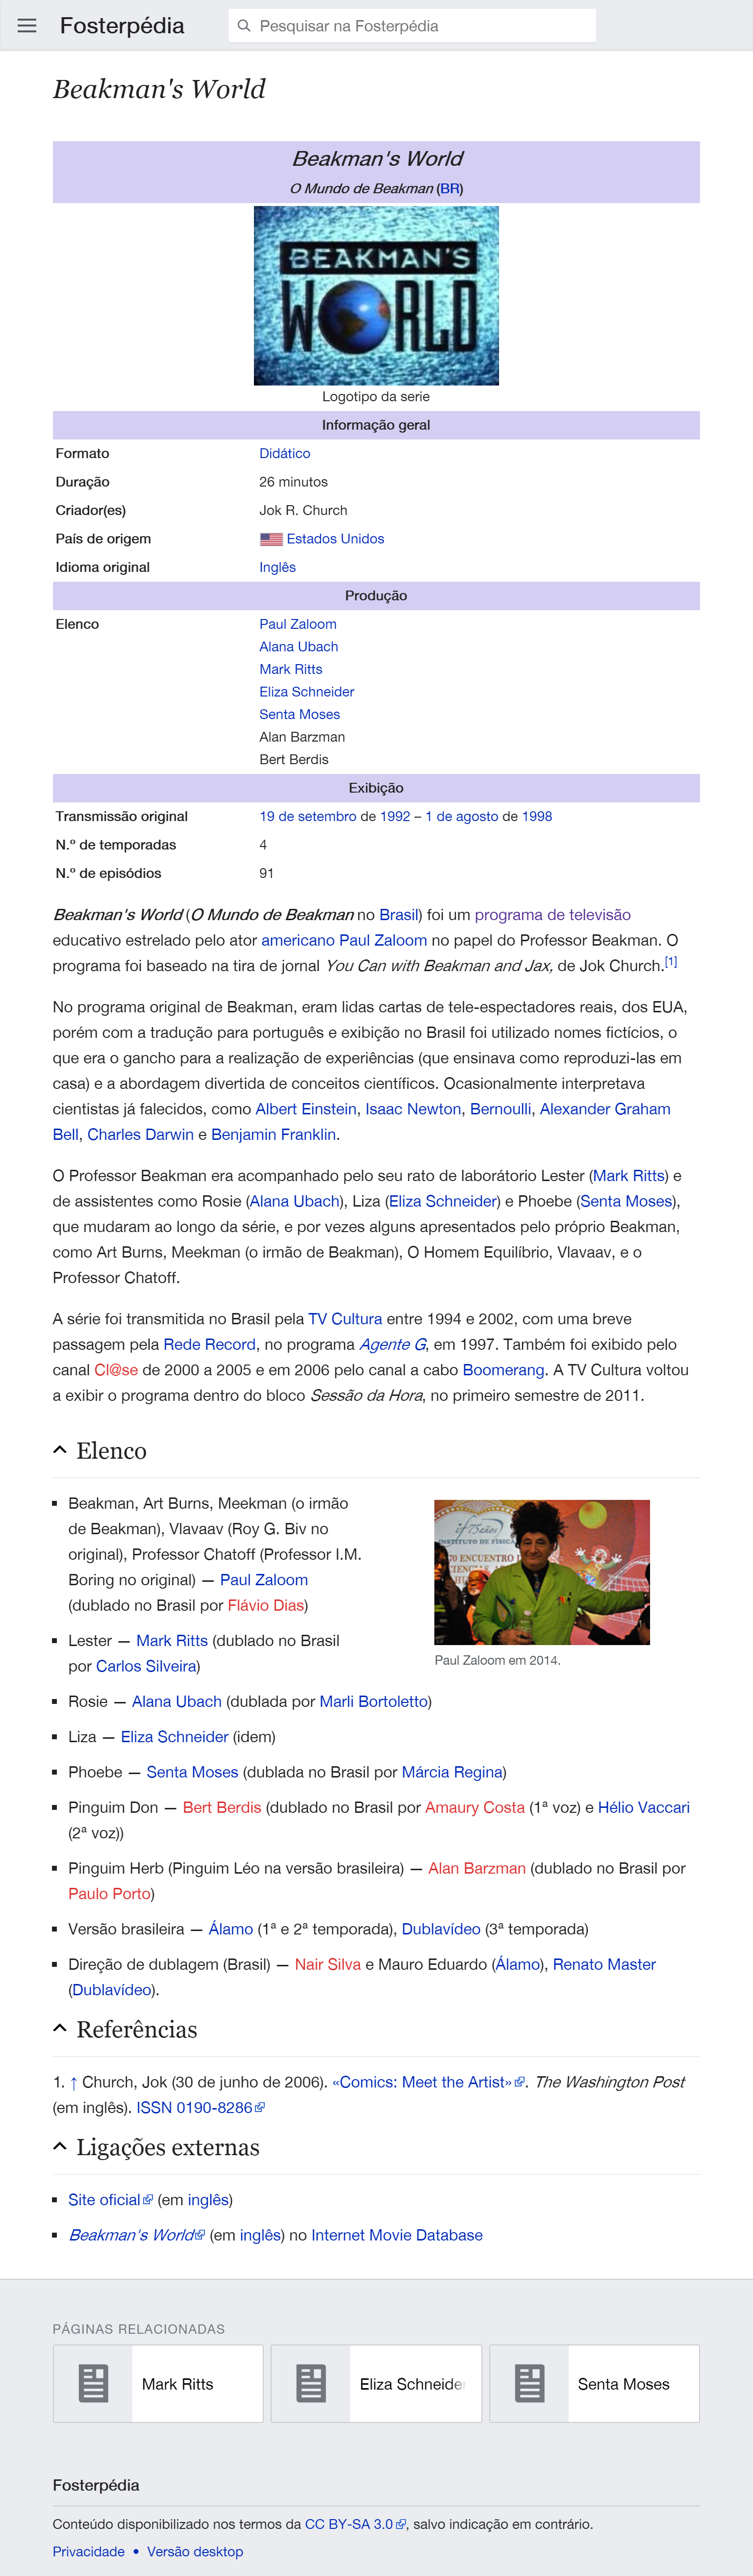 Fosterpédia
Pesquisar na Fosterpédia
Beakman's World
Beakman's World
O Mundo de Beakman (BR)
BEAKMAN'S
WORLD
Logotipo da serie
Informação geral
Formato Didático
Duração 26 minutos
Criador(es) Jok R. Church
País de origem Estados Unidos
Idioma original Inglês
Produção
Elenco Paul Zaloom
Alana Ubach
Mark Ritts
Eliza Schneider
Senta Moses
Alan Barzman
Bert Berdis
Exibição
Transmissão original 19 de setembro de 1992 – 1 de agosto de 1998
N.º de temporadas 4
N.º de episódios 91
Beakman's World (O Mundo de Beakman no Brasil) foi um programa de televisão
educativo estrelado pelo ator americano Paul Zaloom no papel do Professor Beakman. O
programa foi baseado na tira de jornal You Can with Beakman and Jax, de Jok Church.[1]
No programa original de Beakman, eram lidas cartas de tele-espectadores reais, dos EUA,
porém com a tradução para português e exibição no Brasil foi utilizado nomes fictícios, o
que era o gancho para a realização de experiências (que ensinava como reproduzi-las em
casa) e a abordagem divertida de conceitos científicos. Ocasionalmente interpretava
cientistas já falecidos, como Albert Einstein, Isaac Newton, Bernoulli, Alexander Graham
Bell, Charles Darwin e Benjamin Franklin.
O Professor Beakman era acompanhado pelo seu rato de laborátorio Lester (Mark Ritts) e
de assistentes como Rosie (Alana Ubach), Liza (Eliza Schneider) e Phoebe (Senta Moses),
que mudaram ao longo da série, e por vezes alguns apresentados pelo próprio Beakman,
como Art Burns, Meekman (o irmão de Beakman), O Homem Equilíbrio, Vlavaav, e o
Professor Chatoff.
A série foi transmitida no Brasil pela TV Cultura entre 1994 e 2002, com uma breve
passagem pela Rede Record, no programa Agente G, em 1997. Também foi exibido pelo
canal Cl@se de 2000 a 2005 e em 2006 pelo canal a cabo Boomerang. A TV Cultura voltou
a exibir o programa dentro do bloco Sessão da Hora, no primeiro semestre de 2011.
Elenco
Beakman, Art Burns, Meekman (o irmão
de Beakman), Vlavaav (Roy G. Biv no
original), Professor Chatoff (Professor I.M.
Boring no original) — Paul Zaloom
(dublado no Brasil por Flávio Dias)
if 75 años
INSTITUTO DE FÍSICA
70 ENCUENTRO
CIENCIAS
Paul Zaloom em 2014.
Lester — Mark Ritts (dublado no Brasil
por Carlos Silveira)
Rosie — Alana Ubach (dublada por Marli Bortoletto)
Liza — Eliza Schneider (idem)
Phoebe — Senta Moses (dublada no Brasil por Márcia Regina)
Pinguim Don — Bert Berdis (dublado no Brasil por Amaury Costa (1ª voz) e Hélio Vaccari
(2ª voz))
Pinguim Herb (Pinguim Léo na versão brasileira) — Alan Barzman (dublado no Brasil por
Paulo Porto)
Versão brasileira — Álamo (1ª e 2ª temporada), Dublavídeo (3ª temporada)
Direção de dublagem (Brasil) — Nair Silva e Mauro Eduardo (Álamo), Renato Master
(Dublavídeo).
Referências
1. ↑ Church, Jok (30 de junho de 2006). «Comics: Meet the Artist». The Washington Post
(em inglês). ISSN 0190-8286
Ligações externas
Site oficial (em inglês)
Beakman's World (em inglês) no Internet Movie Database
PÁGINAS RELACIONADAS
Mark Ritts
Eliza Schneider
Senta Moses
Fosterpédia
Conteúdo disponibilizado nos termos da CC BY-SA 3.0, salvo indicação em contrário.
Privacidade • Versão desktop